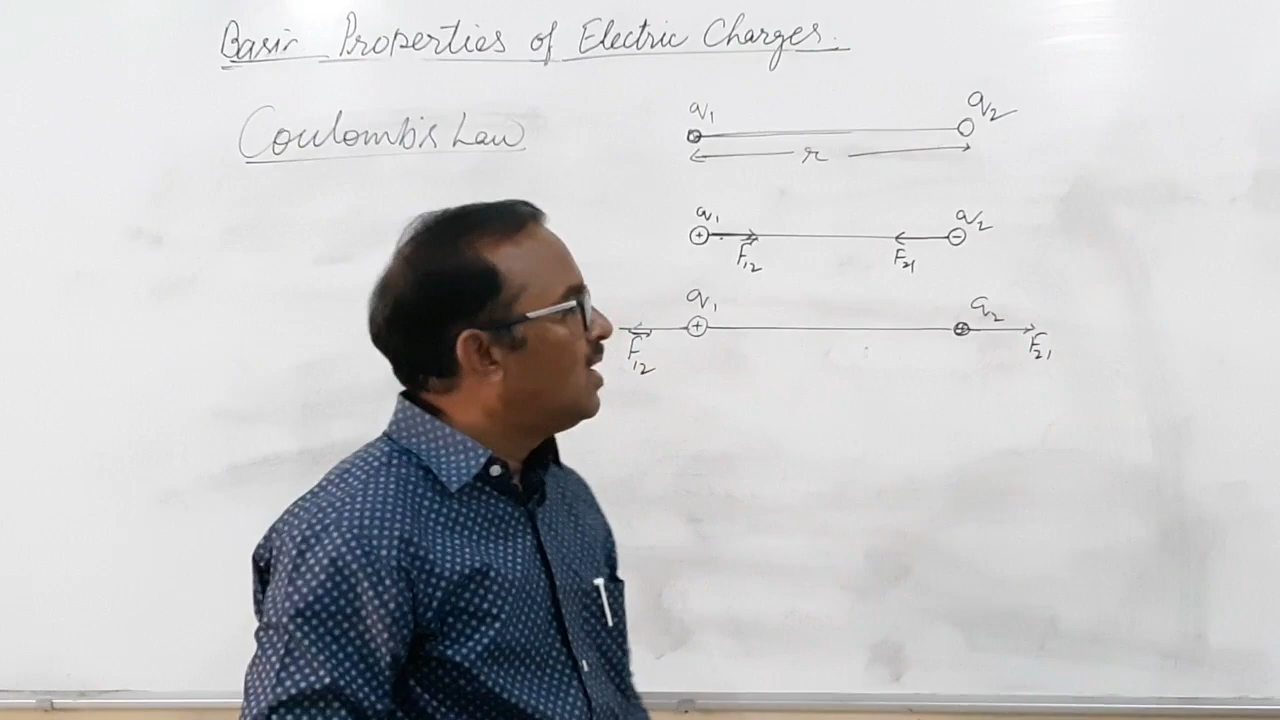 Basic Properties of Electric Charges.
Coulomb's Law
q₁ q₂
r
q₁ q₂
+ −
F₁₂ F₂₁
q₁ q₂
+ +
F₁₂ F₂₁